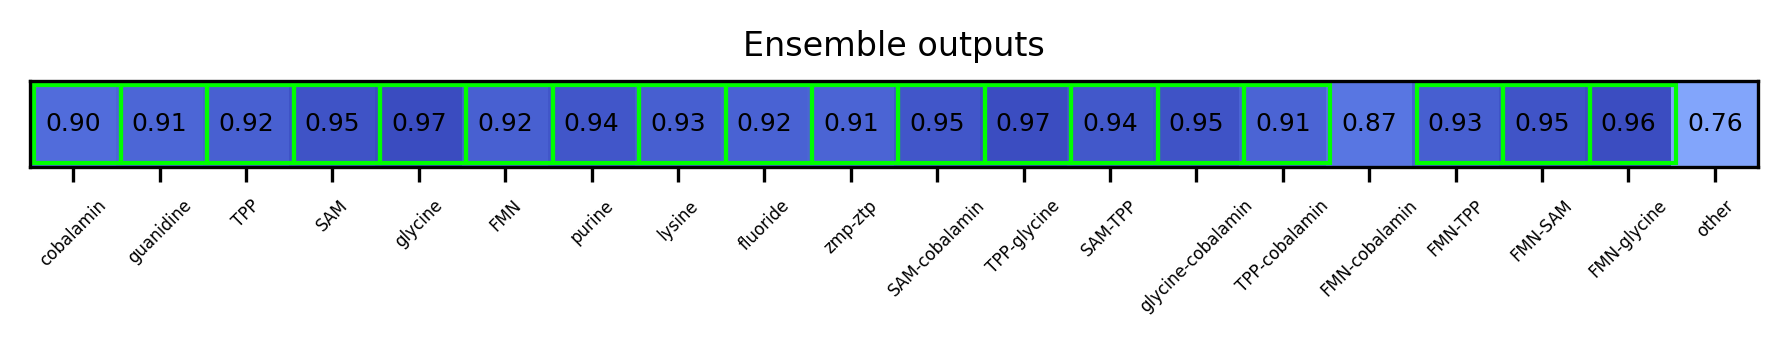 Ensemble outputs
0.90 0.91 0.92 0.95 0.97 0.92 0.94 0.93 0.92 0.91 0.95 0.97 0.94 0.95 0.91 0.87 0.93 0.95 0.96 0.76
cobalamin guanidine TPP SAM glycine FMN purine lysine fluoride zmp-ztp SAM-cobalamin TPP-glycine SAM-TPP glycine-cobalamin TPP-cobalamin FMN-cobalamin FMN-TPP FMN-SAM FMN-glycine other